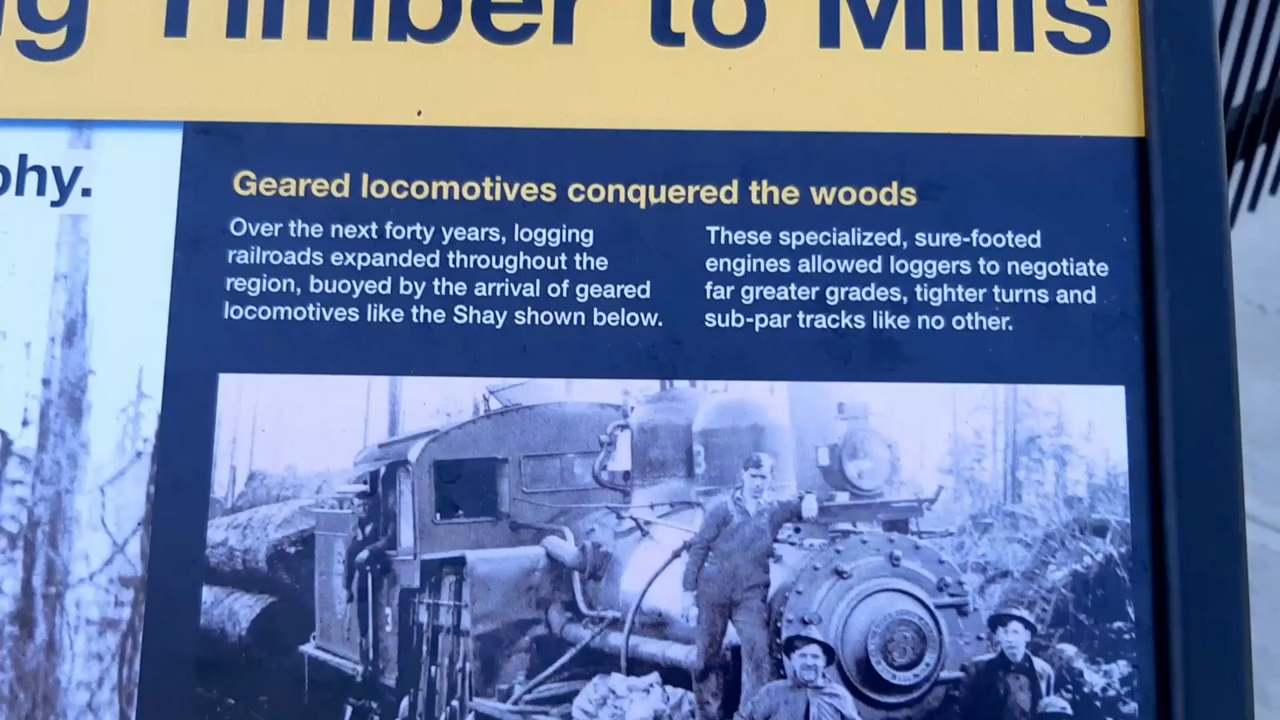 Timber to Mills
phy.
Geared locomotives conquered the woods
Over the next forty years, logging
railroads expanded throughout the
region, buoyed by the arrival of geared
locomotives like the Shay shown below.
These specialized, sure-footed
engines allowed loggers to negotiate
far greater grades, tighter turns and
sub-par tracks like no other.
3
3